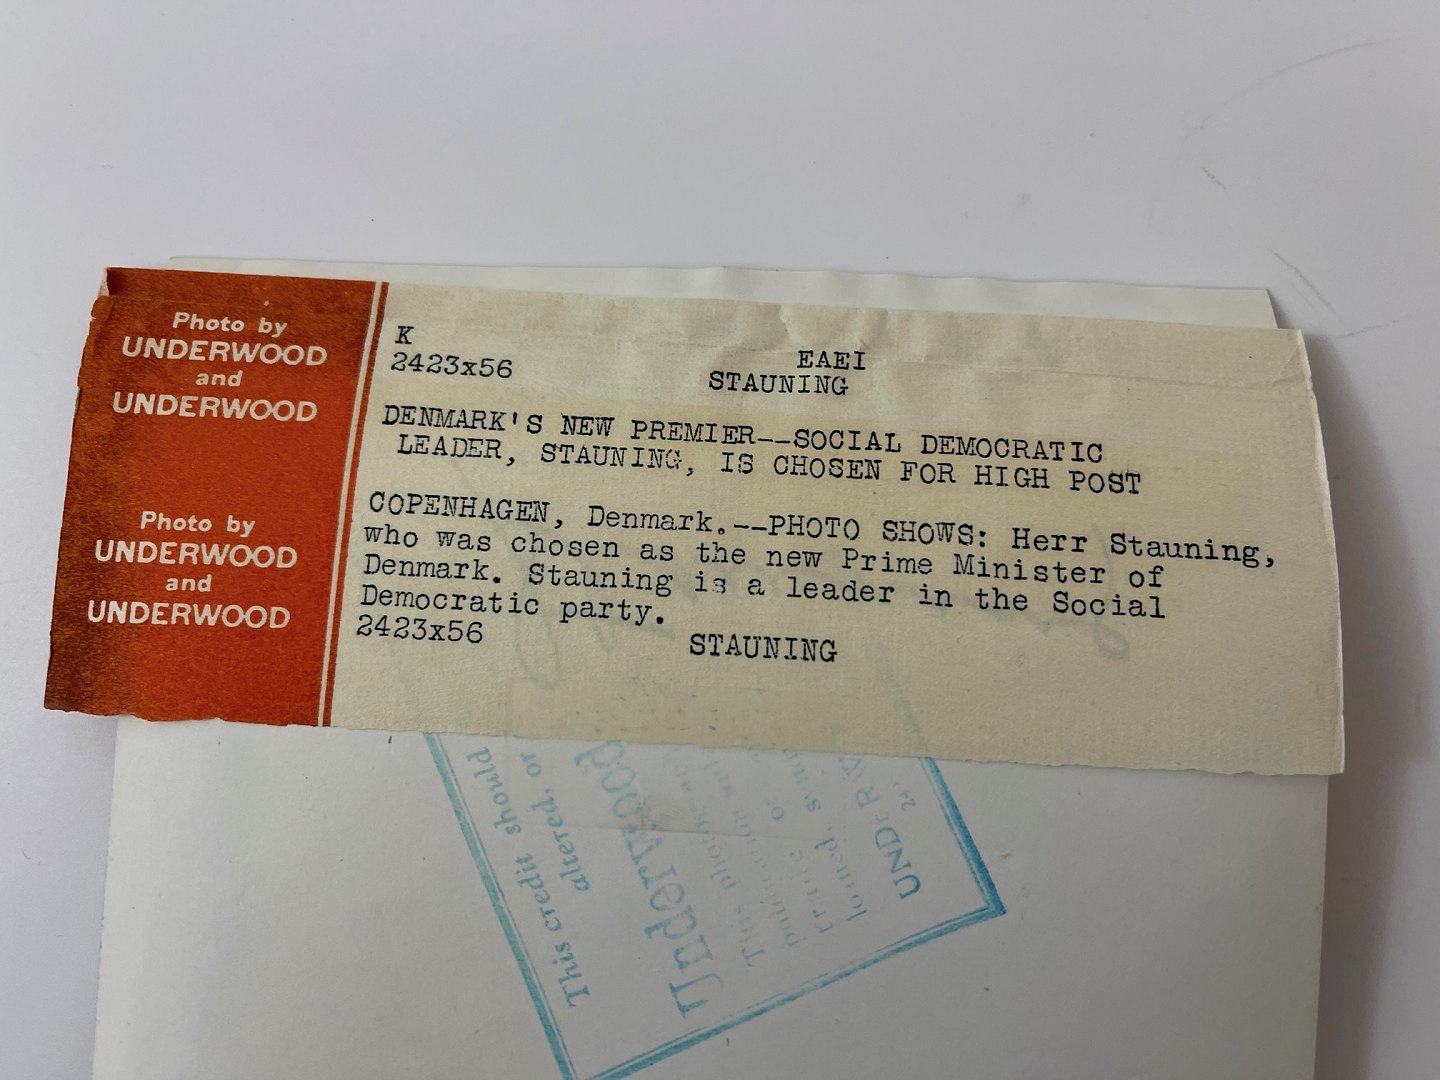 Photo by
UNDERWOOD
and
UNDERWOOD
Photo by
UNDERWOOD
and
UNDERWOOD
K
EAEI
2423x56 STAUNING
DENMARK'S NEW PREMIER--SOCIAL DEMOCRATIC
LEADER, STAUNING, IS CHOSEN FOR HIGH POST
COPENHAGEN, Denmark.--PHOTO SHOWS: Herr Stauning,
who was chosen as the new Prime Minister of
Denmark. Stauning is a leader in the Social
Democratic party.
2423x56 STAUNING
This credit should
altered, or
Underwood